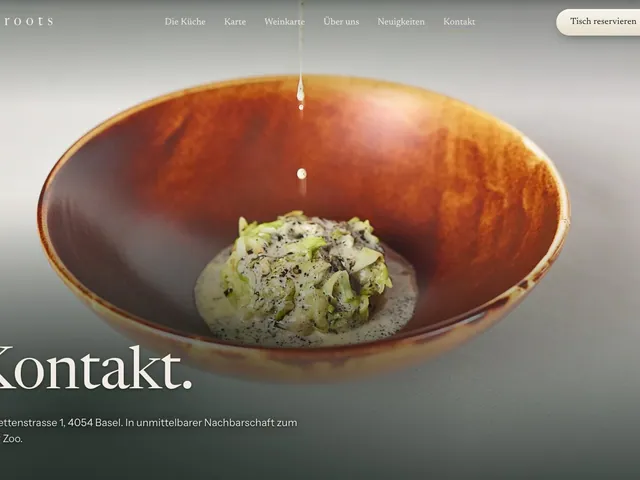 roots
Die Küche Karte Weinkarte Über uns Neuigkeiten Kontakt
Tisch reservieren
Kontakt.
ettenstrasse 1, 4054 Basel. In unmittelbarer Nachbarschaft zum
Zoo.